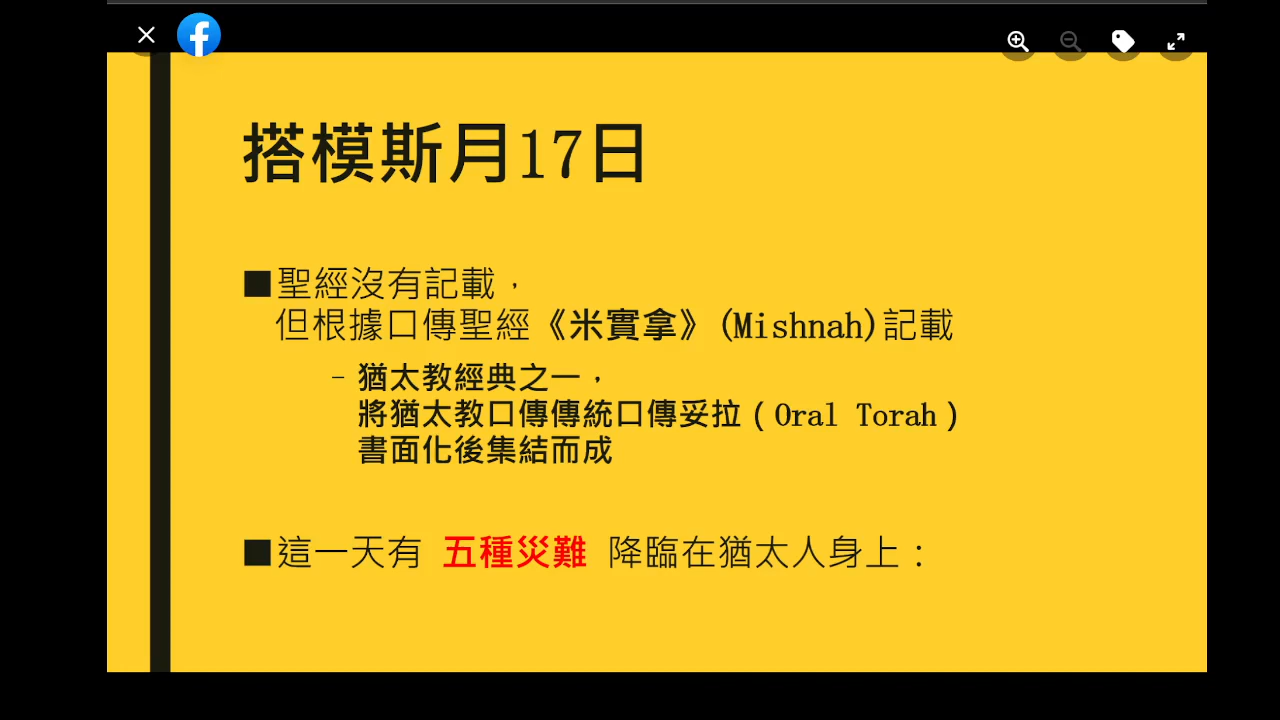 搭模斯月17日
■聖經沒有記載，
但根據口傳聖經《米實拿》(Mishnah)記載
– 猶太教經典之一，
將猶太教口傳傳統口傳妥拉（Oral Torah）
書面化後集結而成
■這一天有 五種災難 降臨在猶太人身上：